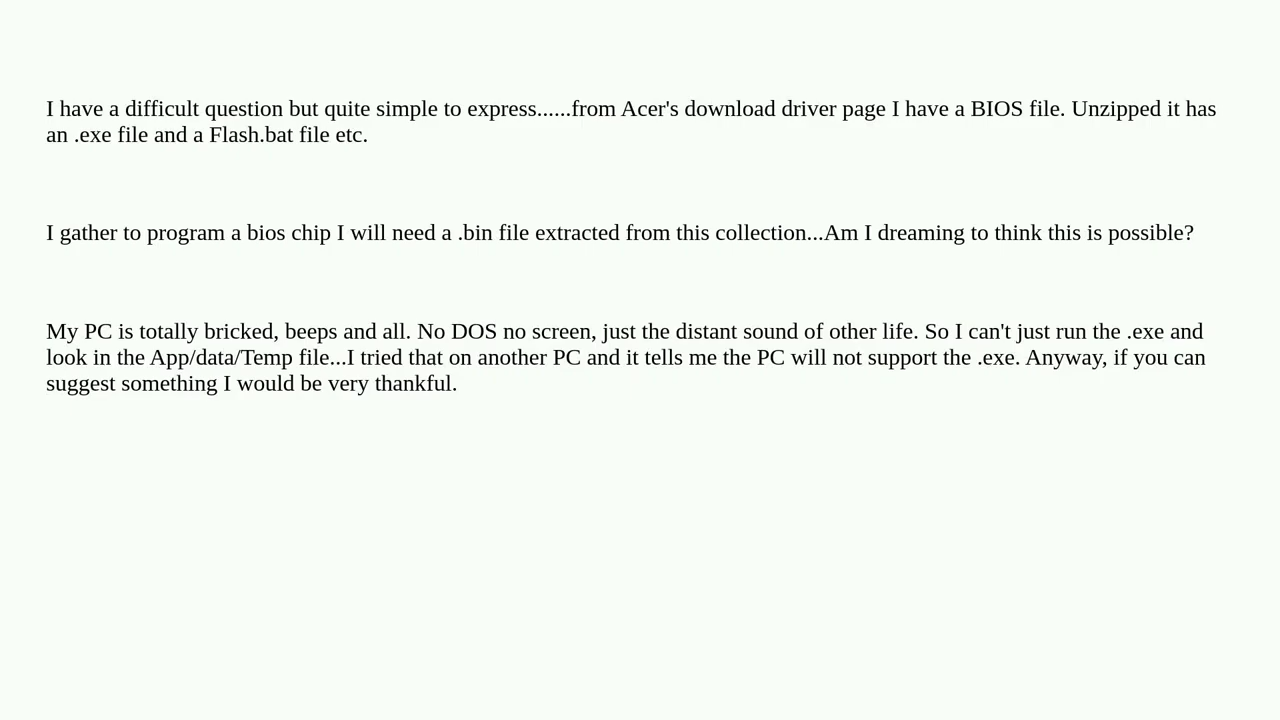 I have a difficult question but quite simple to express......from Acer's download driver page I have a BIOS file. Unzipped it has
an .exe file and a Flash.bat file etc.
I gather to program a bios chip I will need a .bin file extracted from this collection...Am I dreaming to think this is possible?
My PC is totally bricked, beeps and all. No DOS no screen, just the distant sound of other life. So I can't just run the .exe and
look in the App/data/Temp file...I tried that on another PC and it tells me the PC will not support the .exe. Anyway, if you can
suggest something I would be very thankful.